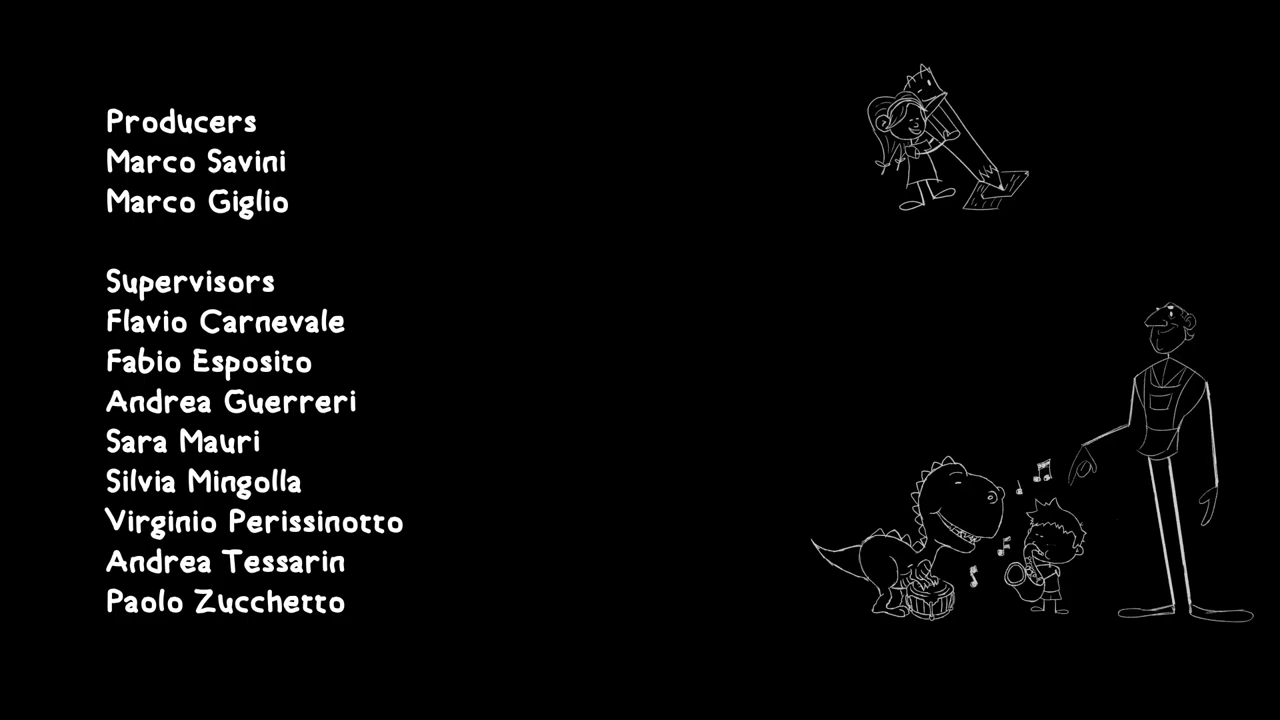 Producers
Marco Savini
Marco Giglio
Supervisors
Flavio Carnevale
Fabio Esposito
Andrea Guerreri
Sara Mauri
Silvia Mingolla
Virginio Perissinotto
Andrea Tessarin
Paolo Zucchetto